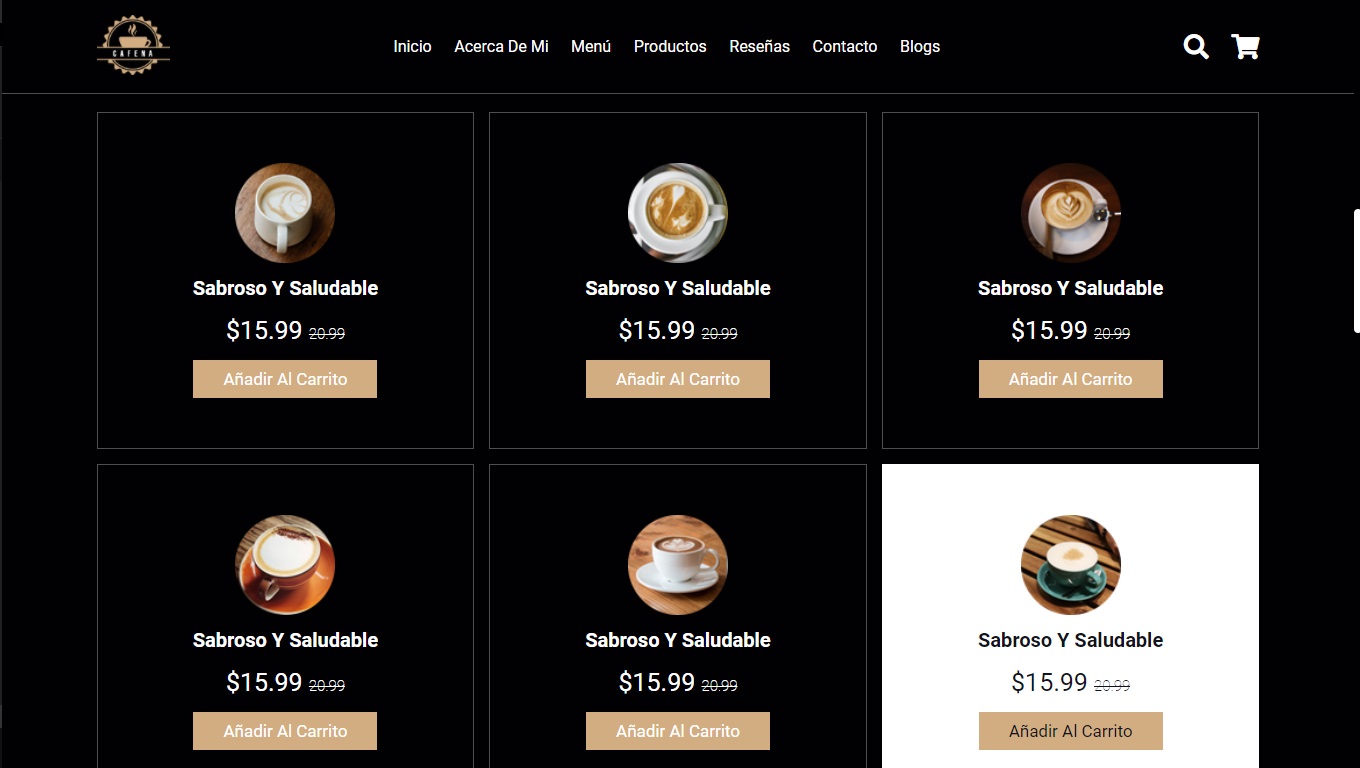 CAFENA
Inicio Acerca De Mi Menú Productos Reseñas Contacto Blogs
Sabroso Y Saludable Sabroso Y Saludable Sabroso Y Saludable
$15.99 20.99 $15.99 20.99 $15.99 20.99
Añadir Al Carrito Añadir Al Carrito Añadir Al Carrito
Sabroso Y Saludable Sabroso Y Saludable Sabroso Y Saludable
$15.99 20.99 $15.99 20.99 $15.99 20.99
Añadir Al Carrito Añadir Al Carrito Añadir Al Carrito